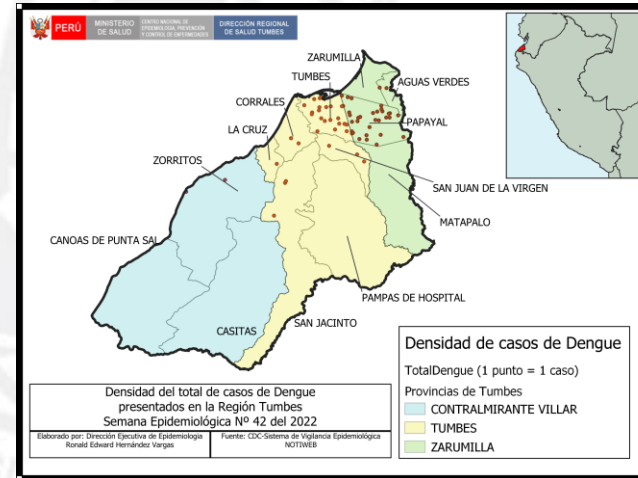 PERÚ
MINISTERIO
DE SALUD
CENTRO NACIONAL DE
EPIDEMIOLOGIA, PREVENCIÓN
Y CONTROL DE ENFERMEDADES
DIRECCIÓN REGIONAL
DE SALUD TUMBES
ZARUMILLA
TUMBES
AGUAS VERDES
CORRALES
PAPAYAL
LA CRUZ
ZORRITOS
SAN JUAN DE LA VIRGEN
MATAPALO
CANOAS DE PUNTA SAL
PAMPAS DE HOSPITAL
SAN JACINTO
CASITAS
Densidad de casos de Dengue
TotalDengue (1 punto = 1 caso)
Provincias de Tumbes
CONTRALMIRANTE VILLAR
TUMBES
ZARUMILLA
Densidad del total de casos de Dengue
presentados en la Región Tumbes
Semana Epidemiológica Nº 42 del 2022
Elaborado por: Dirección Ejecutiva de Epidemiologia
Ronald Edward Hernández Vargas
Fuente: CDC-Sistema de Vigilancia Epidemiológica
NOTIWEB